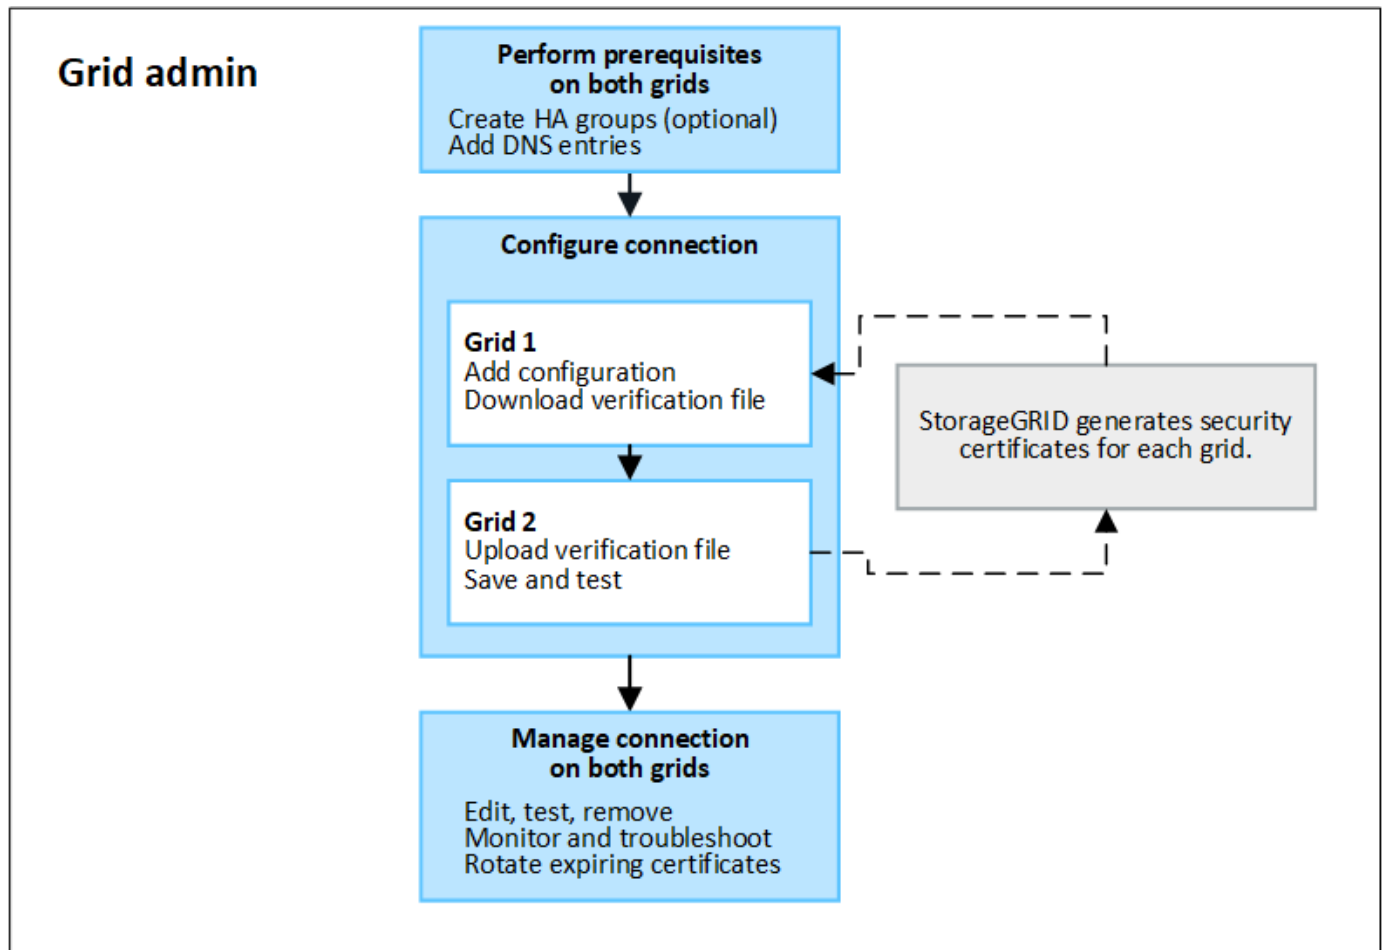 Grid admin
Perform prerequisites
on both grids
Create HA groups (optional)
Add DNS entries
Configure connection
Grid 1
Add configuration
Download verification file
StorageGRID generates security
certificates for each grid.
Grid 2
Upload verification file
Save and test
Manage connection
on both grids
Edit, test, remove
Monitor and troubleshoot
Rotate expiring certificates